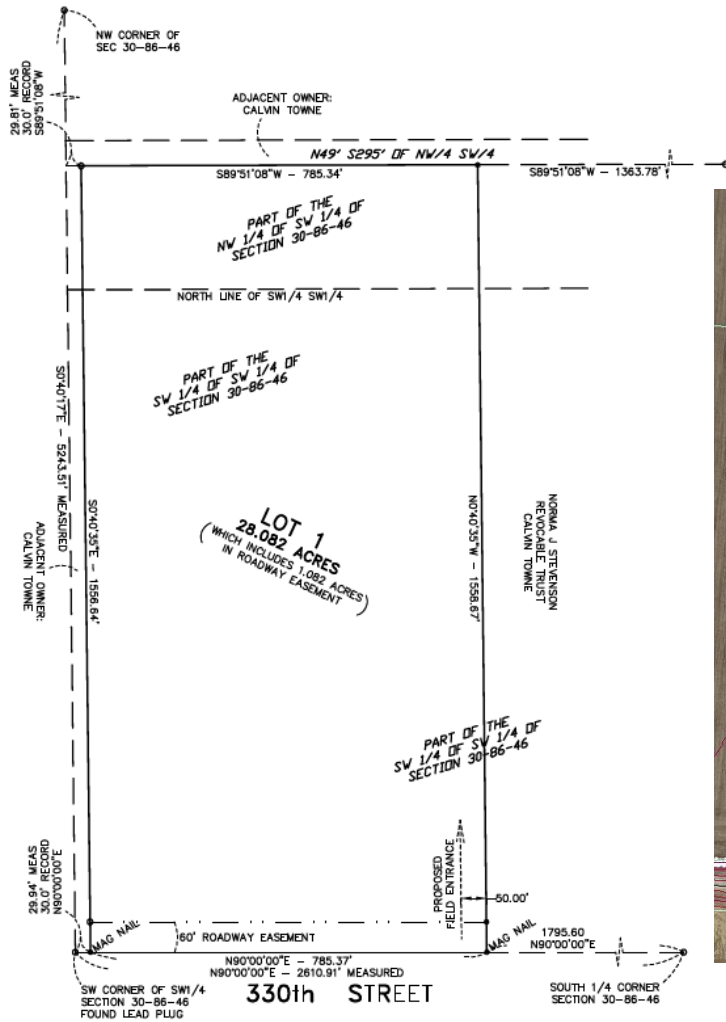 NW CORNER OF
SEC 30-86-46
29.81' MEAS
30.0' RECORD
S89°51'08"W
ADJACENT OWNER:
CALVIN TOWNE
N49' S295' OF NW/4 SW/4
S89°51'08"W - 785.34'
S89°51'08"W - 1363.78'
PART OF THE
NW 1/4 OF SW 1/4 OF
SECTION 30-86-46
NORTH LINE OF SW1/4 SW1/4
PART OF THE
SW 1/4 OF SW 1/4 OF
SECTION 30-86-46
S0°40'17"E - 5243.51' MEASURED
S0°40'35"E - 1556.64'
ADJACENT OWNER:
CALVIN TOWNE
LOT 1
28.082 ACRES
(WHICH INCLUDES 1.082 ACRES
IN ROADWAY EASEMENT)
N0°40'35"W - 1558.67'
NORMA J STEVENSON
REVOCABLE TRUST
CALVIN TOWNE
PART OF THE
SW 1/4 OF SW 1/4 OF
SECTION 30-86-46
29.94' MEAS
30.0' RECORD
N90°00'00"E
PROPOSED
FIELD ENTRANCE
50.00'
MAG NAIL
60' ROADWAY EASEMENT
MAG NAIL
1795.60
N90°00'00"E
N90°00'00"E - 785.37'
N90°00'00"E - 2610.91' MEASURED
SW CORNER OF SW1/4
SECTION 30-86-46
FOUND LEAD PLUG
330th STREET
SOUTH 1/4 CORNER
SECTION 30-86-46